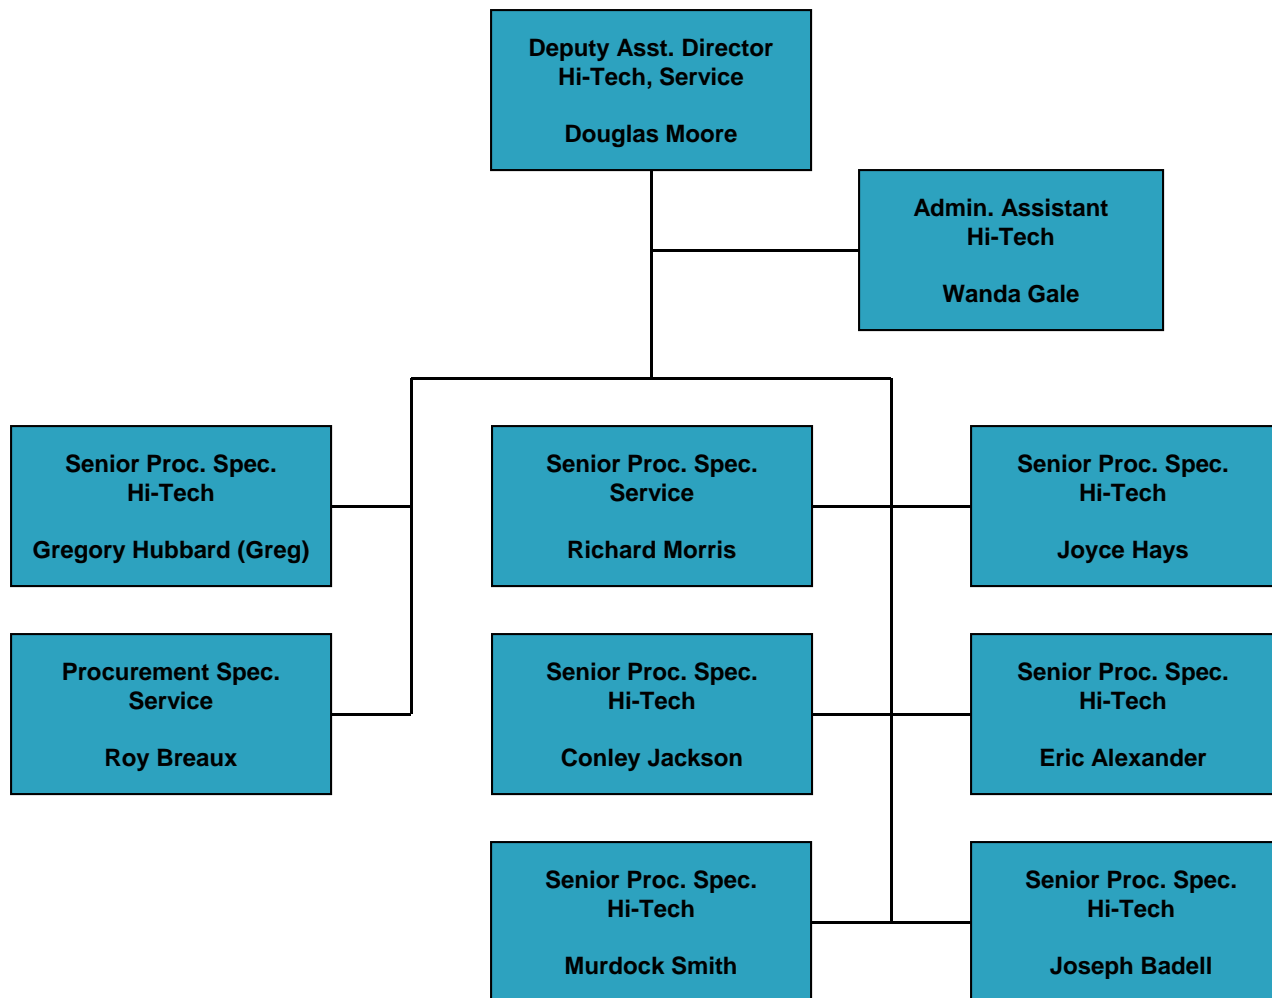 Deputy Asst. Director
Hi-Tech, Service
Douglas Moore
Admin. Assistant
Hi-Tech
Wanda Gale
Senior Proc. Spec.
Hi-Tech
Gregory Hubbard (Greg)
Senior Proc. Spec.
Service
Richard Morris
Senior Proc. Spec.
Hi-Tech
Joyce Hays
Procurement Spec.
Service
Roy Breaux
Senior Proc. Spec.
Hi-Tech
Conley Jackson
Senior Proc. Spec.
Hi-Tech
Eric Alexander
Senior Proc. Spec.
Hi-Tech
Murdock Smith
Senior Proc. Spec.
Hi-Tech
Joseph Badell